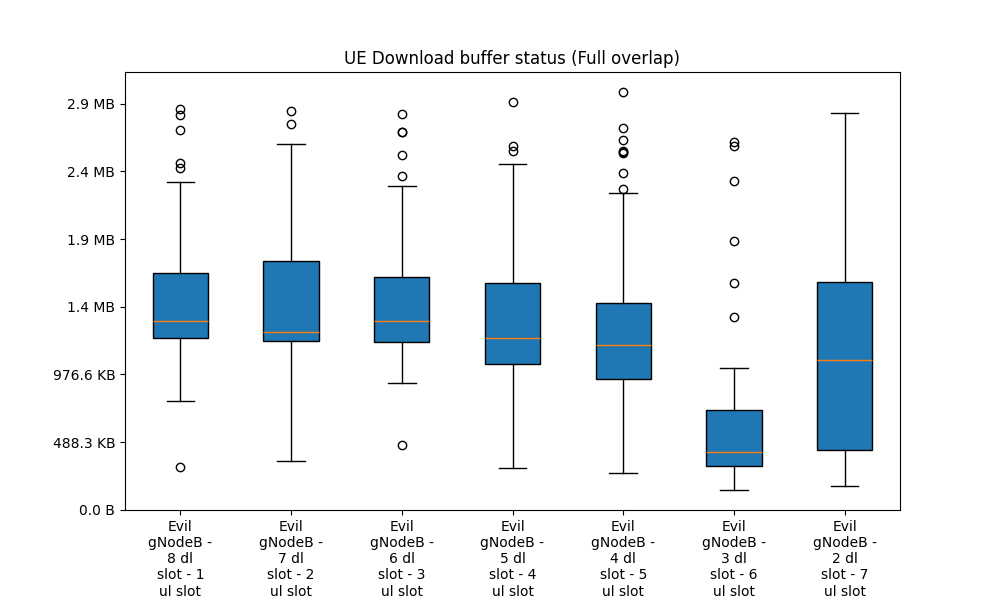 UE Download buffer status (Full overlap)
2.9 MB
2.4 MB
1.9 MB
1.4 MB
976.6 KB
488.3 KB
0.0 B
Evil
gNodeB -
8 dl
slot - 1
ul slot
Evil
gNodeB -
7 dl
slot - 2
ul slot
Evil
gNodeB -
6 dl
slot - 3
ul slot
Evil
gNodeB -
5 dl
slot - 4
ul slot
Evil
gNodeB -
4 dl
slot - 5
ul slot
Evil
gNodeB -
3 dl
slot - 6
ul slot
Evil
gNodeB -
2 dl
slot - 7
ul slot